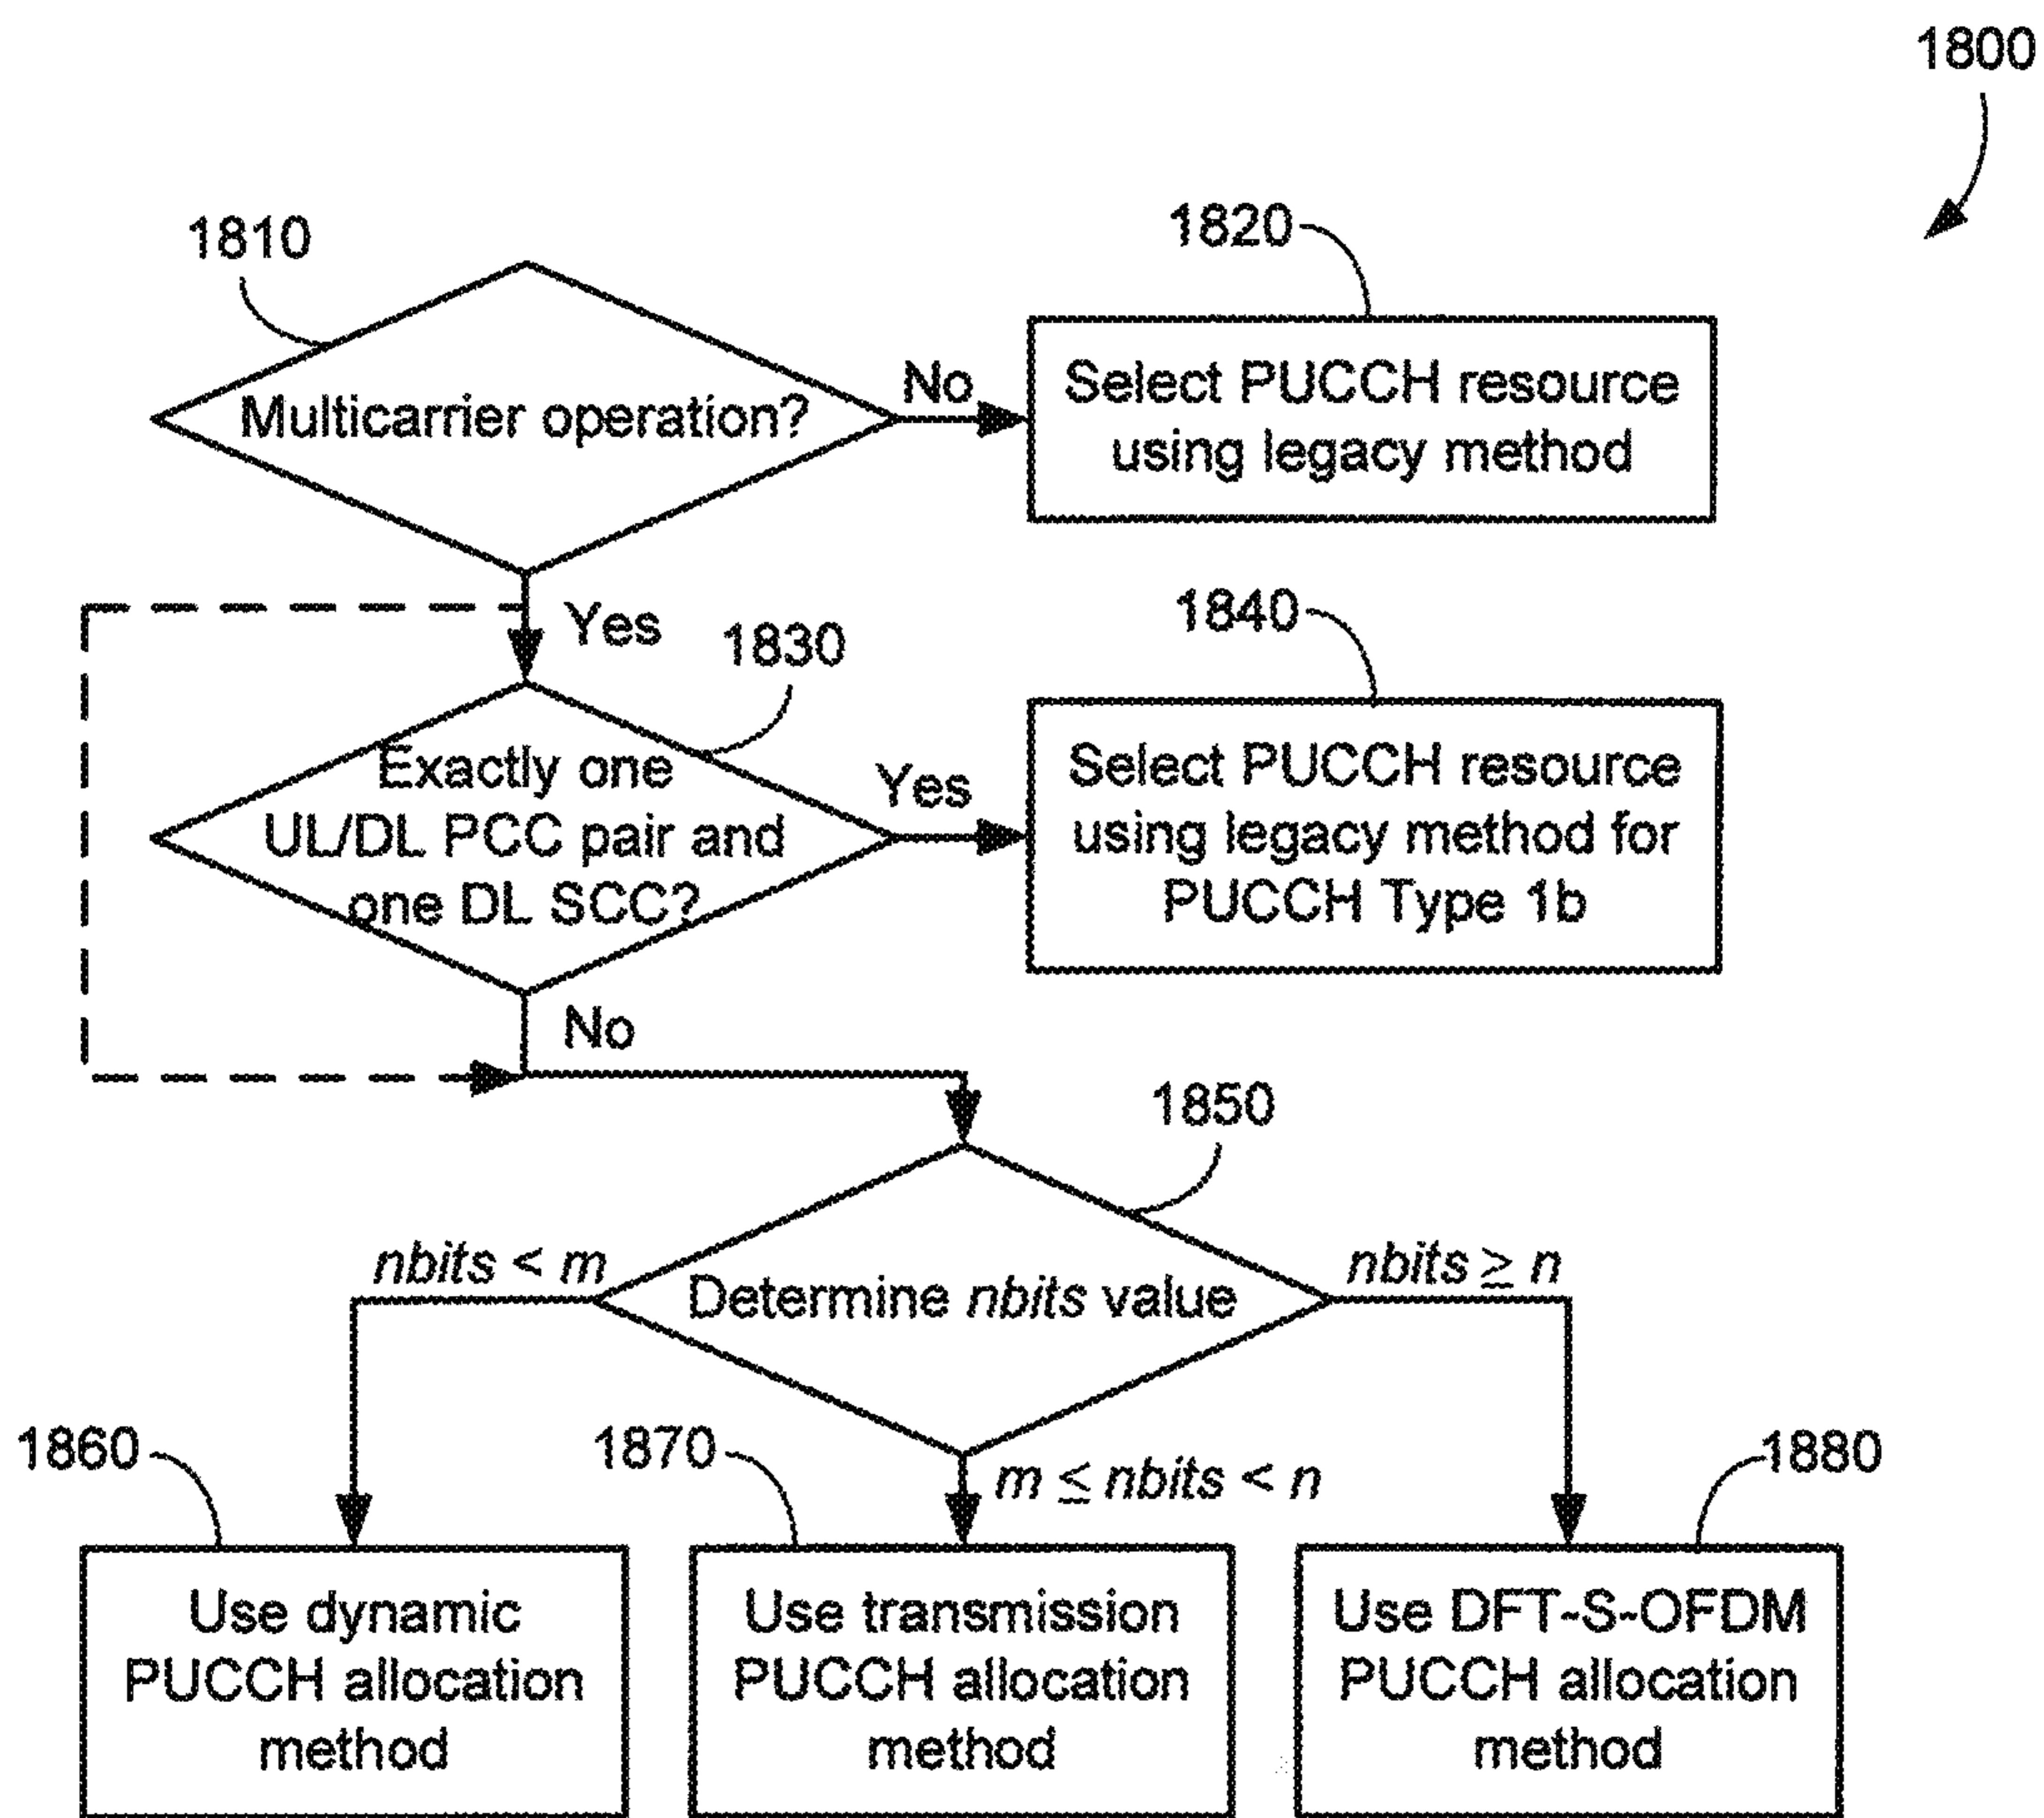 1800
1810
1820
Multicarrier operation?
No
Select PUCCH resource
using legacy method
Yes
1830
1840
Exactly one
UL/DL PCC pair and
one DL SCC?
Yes
Select PUCCH resource
using legacy method for
PUCCH Type 1b
No
1850
nbits < m
Determine nbits value
nbits ≥ n
1860
1870
m ≤ nbits < n
1880
Use dynamic
PUCCH allocation
method
Use transmission
PUCCH allocation
method
Use DFT-S-OFDM
PUCCH allocation
method